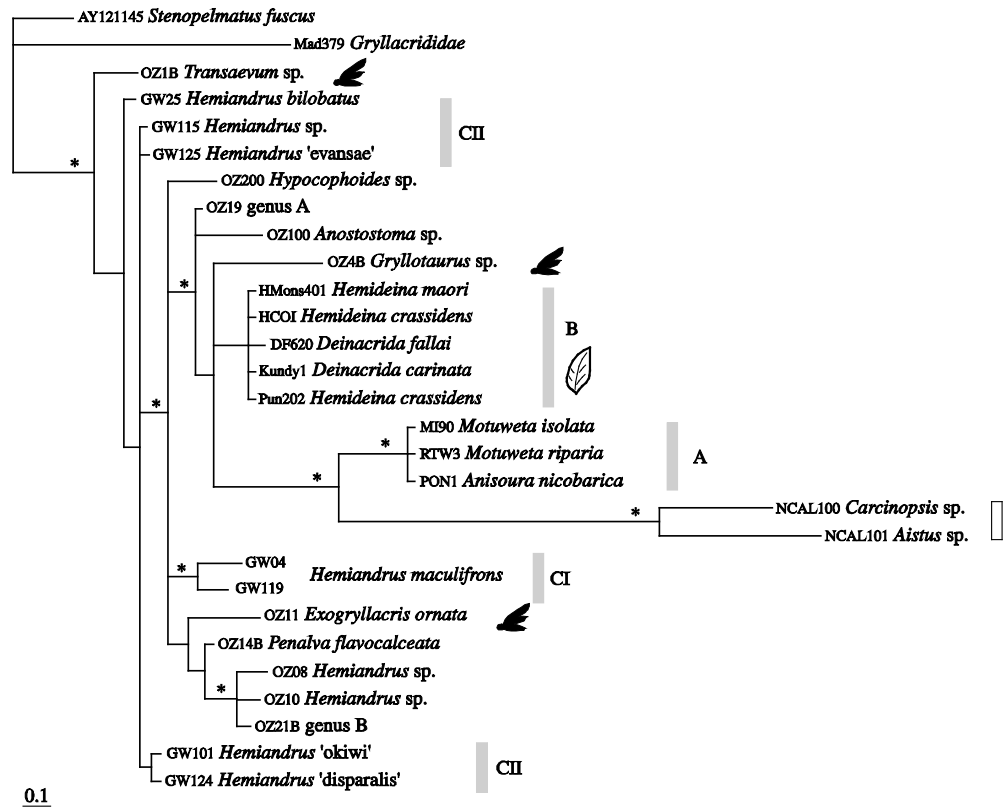 AY121145 Stenopelmatus fuscus
Mad379 Gryllacrididae
OZ1B Transaevum sp.
GW25 Hemiandrus bilobatus
GW115 Hemiandrus sp.
CII
*
GW125 Hemiandrus 'evansae'
OZ200 Hypocophoides sp.
OZ19 genus A
OZ100 Anostostoma sp.
OZ4B Gryllotaurus sp.
*
HMons401 Hemideina maori
HCOI Hemideina crassidens
B
DF620 Deinacrida fallai
Kundy1 Deinacrida carinata
Pun202 Hemideina crassidens
*
MI90 Motuweta isolata
*
RTW3 Motuweta riparia
A
*
PON1 Anisoura nicobarica
*
NCAL100 Carcinopsis sp.
NCAL101 Aistus sp.
GW04
*
Hemiandrus maculifrons
CI
GW119
OZ11 Exogryllacris ornata
OZ14B Penalva flavocalceata
OZ08 Hemiandrus sp.
*
OZ10 Hemiandrus sp.
OZ21B genus B
GW101 Hemiandrus 'okiwi'
CII
GW124 Hemiandrus 'disparalis'
0.1